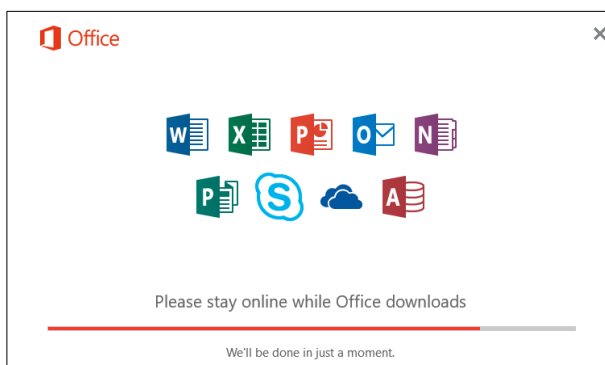 Office
W X P O N
P S A
Please stay online while Office downloads
We'll be done in just a moment.